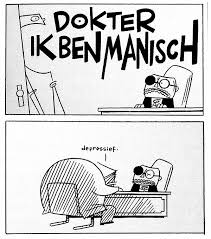 DOKTER
IK BEN MANISCH
depressief.